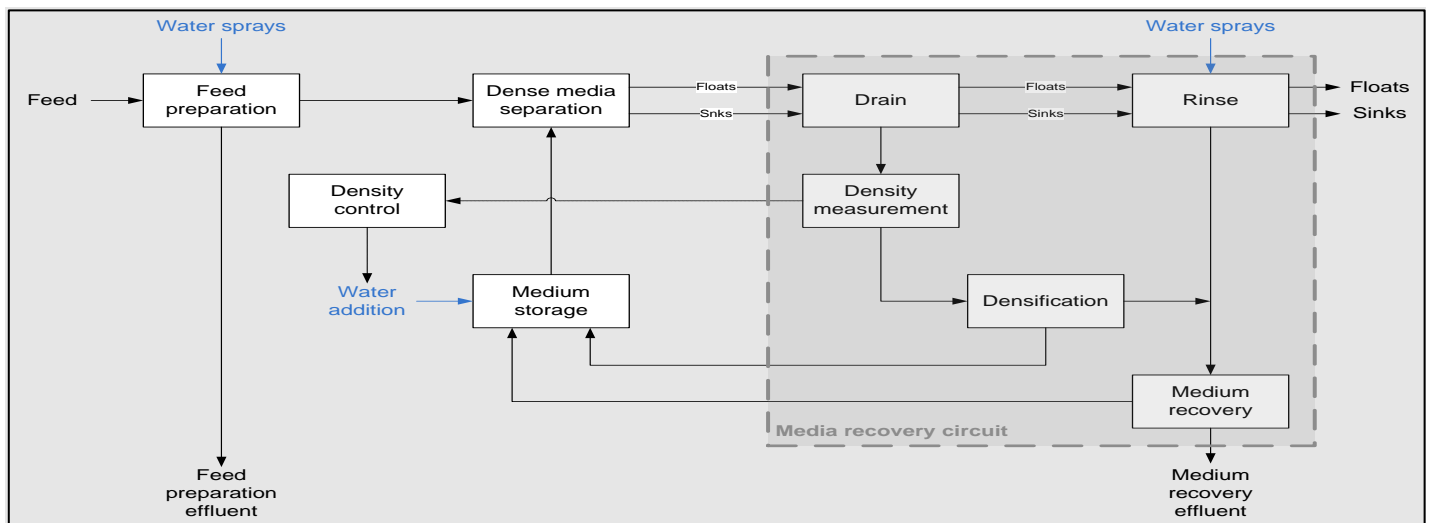 Water sprays
Water sprays
Feed
Feed
preparation
Dense media
separation
Floats
Snks
Drain
Floats
Sinks
Rinse
Floats
Sinks
Density
control
Density
measurement
Water
addition
Medium
storage
Densification
Medium
recovery
Media recovery circuit
Feed
preparation
effluent
Medium
recovery
effluent